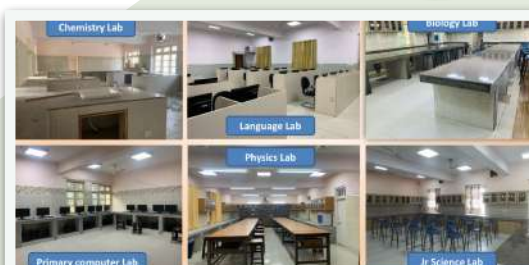 Chemistry Lab
Language Lab
Biology Lab
Primary computer Lab
Physics Lab
Jr Science Lab